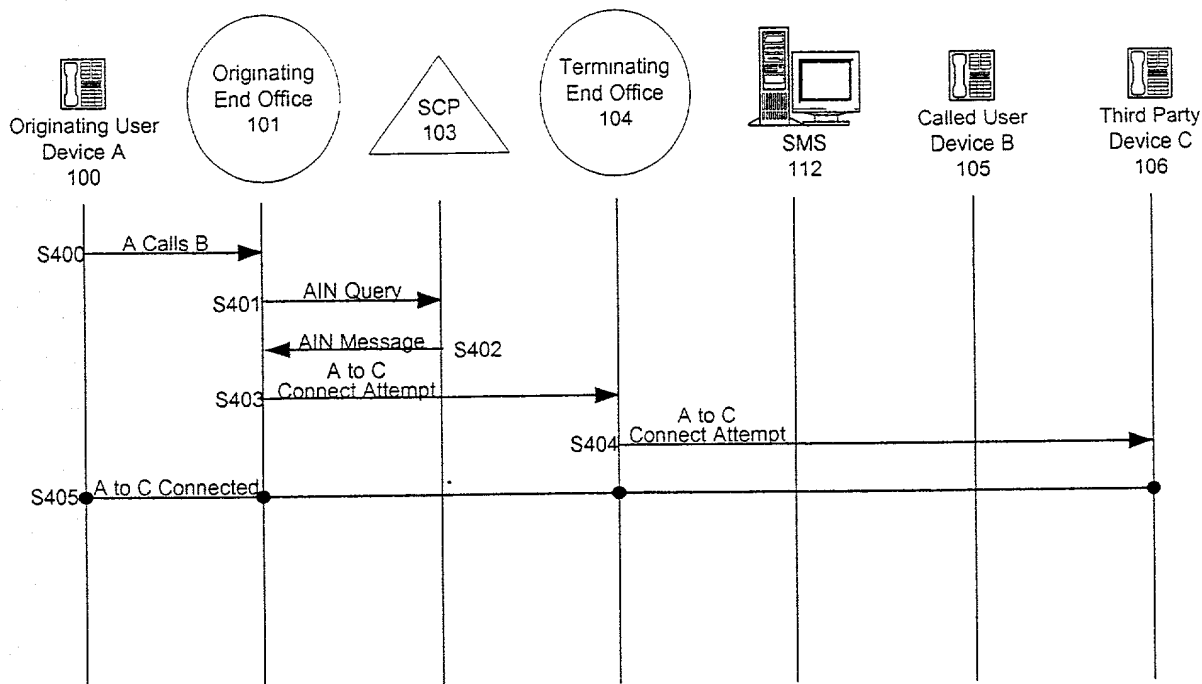 Originating User
Device A
100
Originating
End Office
101
SCP
103
Terminating
End Office
104
SMS
112
Called User
Device B
105
Third Party
Device C
106
S400
A Calls B
S401
AIN Query
AIN Message
S402
A to C
S403
Connect Attempt
A to C
S404
Connect Attempt
S405
A to C Connected